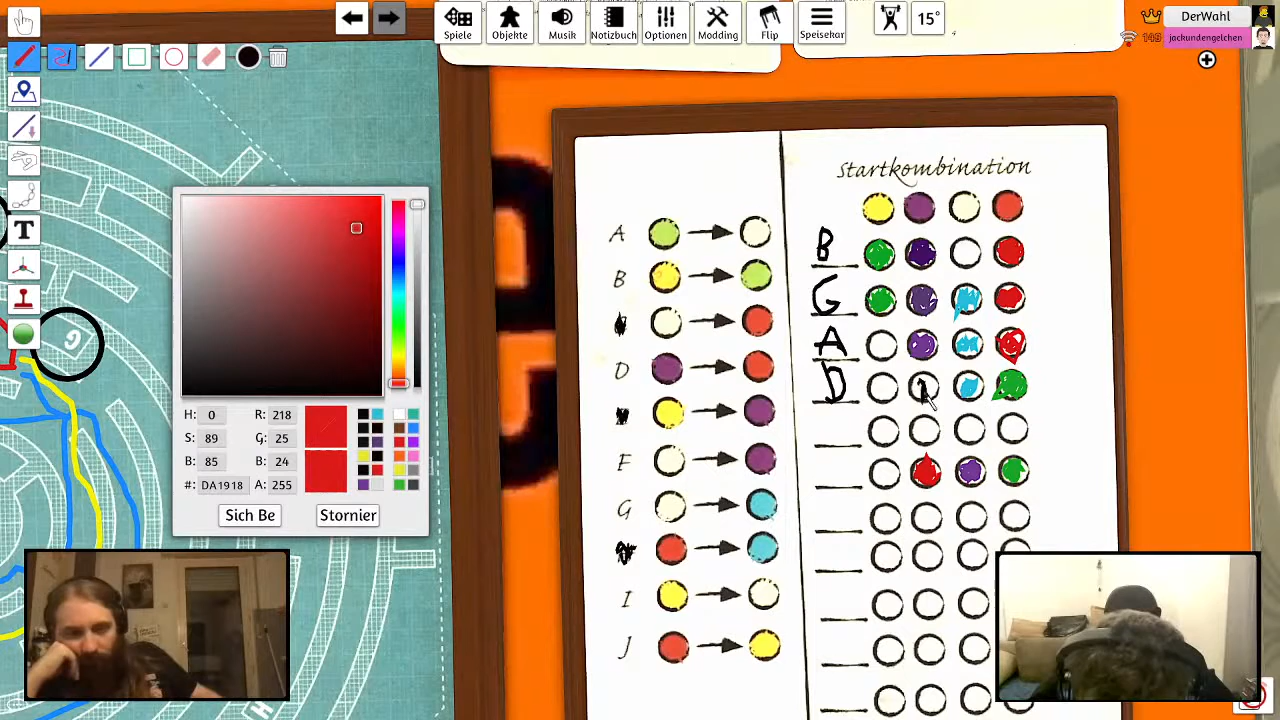 Spiele
Objekte
Musik
Notizbuch
Optionen
Modding
Flip
Speisekar
15°
DerWahl
jackundengelchen
T
G
H: 0 R: 218
S: 89 G: 25
B: 85 B: 24
#: DA1918 A: 255
Sich Be Stornier
H
A
B
D
F
G
I
J
Startkombination
B
G
A
D